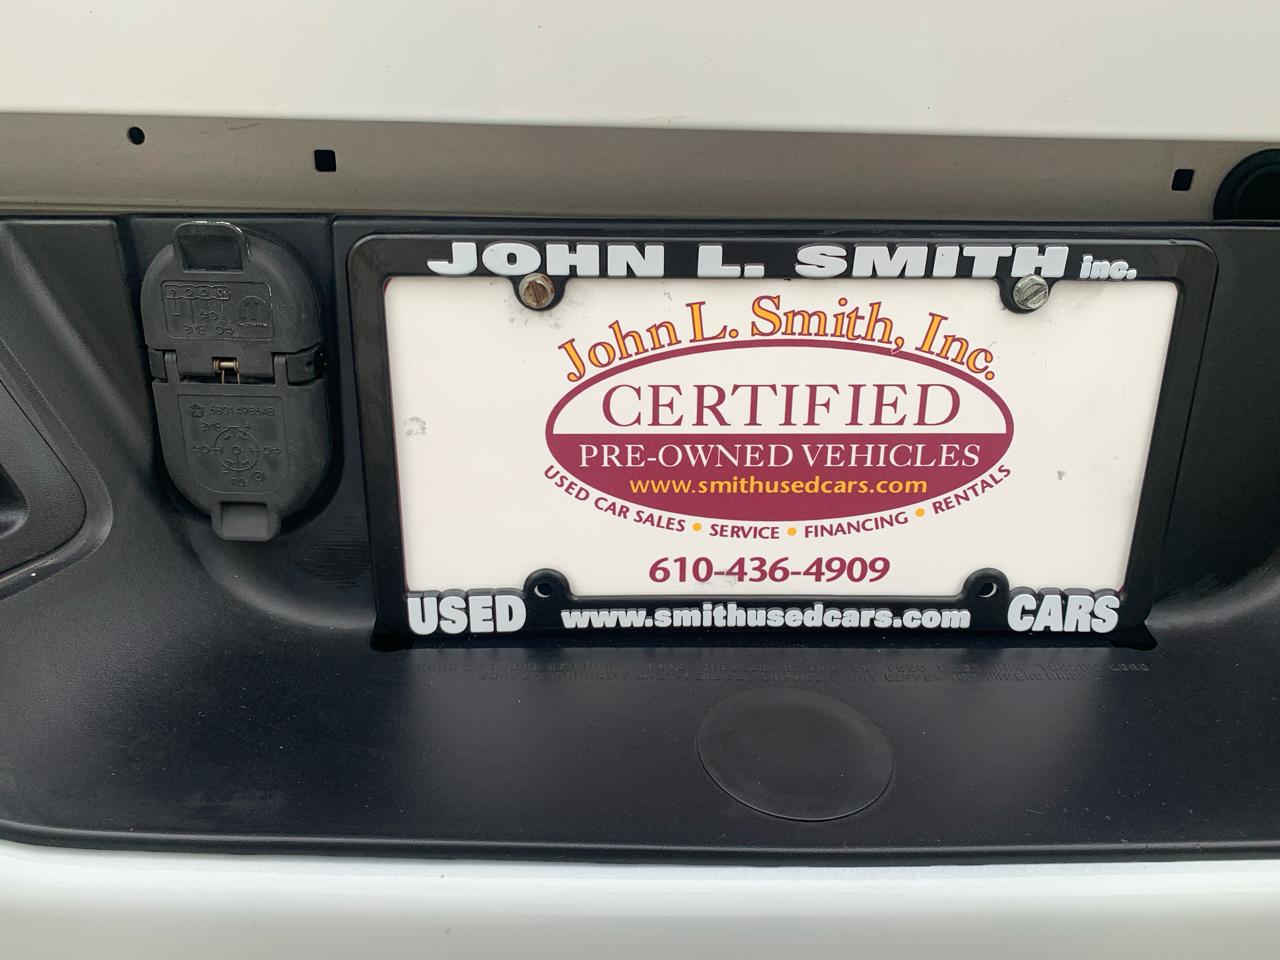 JOHN L. SMITH inc.
John L. Smith, Inc.
CERTIFIED
PRE-OWNED VEHICLES
www.smithusedcars.com
USED CAR SALES • SERVICE • FINANCING • RENTALS
610-436-4909
USED www.smithusedcars.com CARS